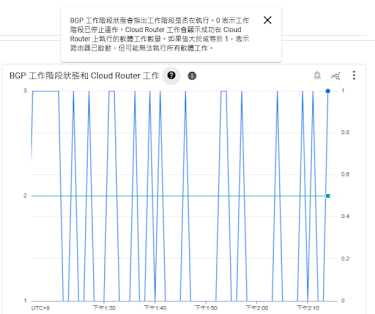 BGP 工作階段狀態會指出工作階段是否在執行。0 表示工作
階段已停止運作。Cloud Router 工作會顯示成功在 Cloud
Router 上執行的軟體工作數量。如果值大於或等於 1，表示
路由器已啟動，但可能無法執行所有軟體工作。
BGP 工作階段狀態和 Cloud Router 工作
3
1
0.8
0.6
2
0.4
0.2
1
0
UTC+8
下午1:30
下午1:40
下午1:50
下午2:00
下午2:10